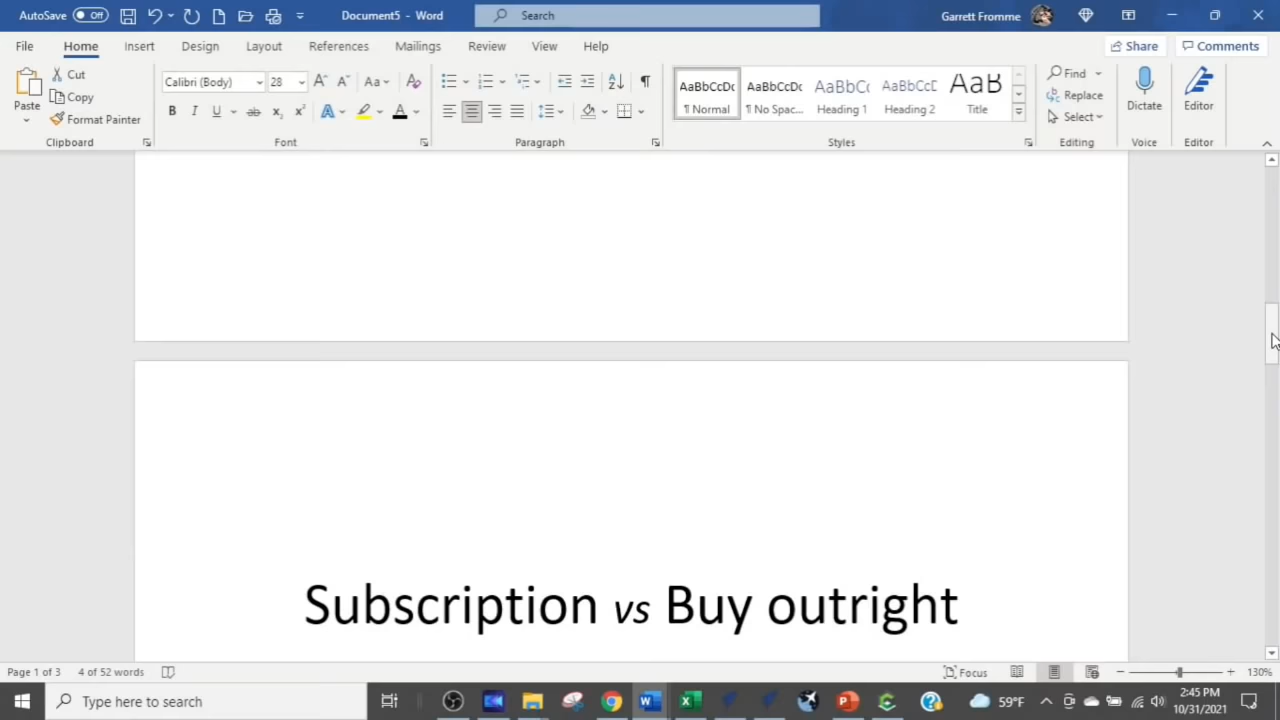 AutoSave Off Document5 - Word Search Garrett Fromme
File Home Insert Design Layout References Mailings Review View Help Share Comments
Paste Cut Copy Format Painter
Calibri (Body) 28
AaBbCcDc AaBbCcDc AaBbCc AaBbCcC AaB
¶ Normal ¶ No Spac... Heading 1 Heading 2 Title
Find Replace Select
Dictate Editor
Clipboard Font Paragraph Styles Editing Voice Editor
Subscription vs Buy outright
Page 1 of 3 4 of 52 words Focus 130%
Type here to search 59°F 2:45 PM
10/31/2021